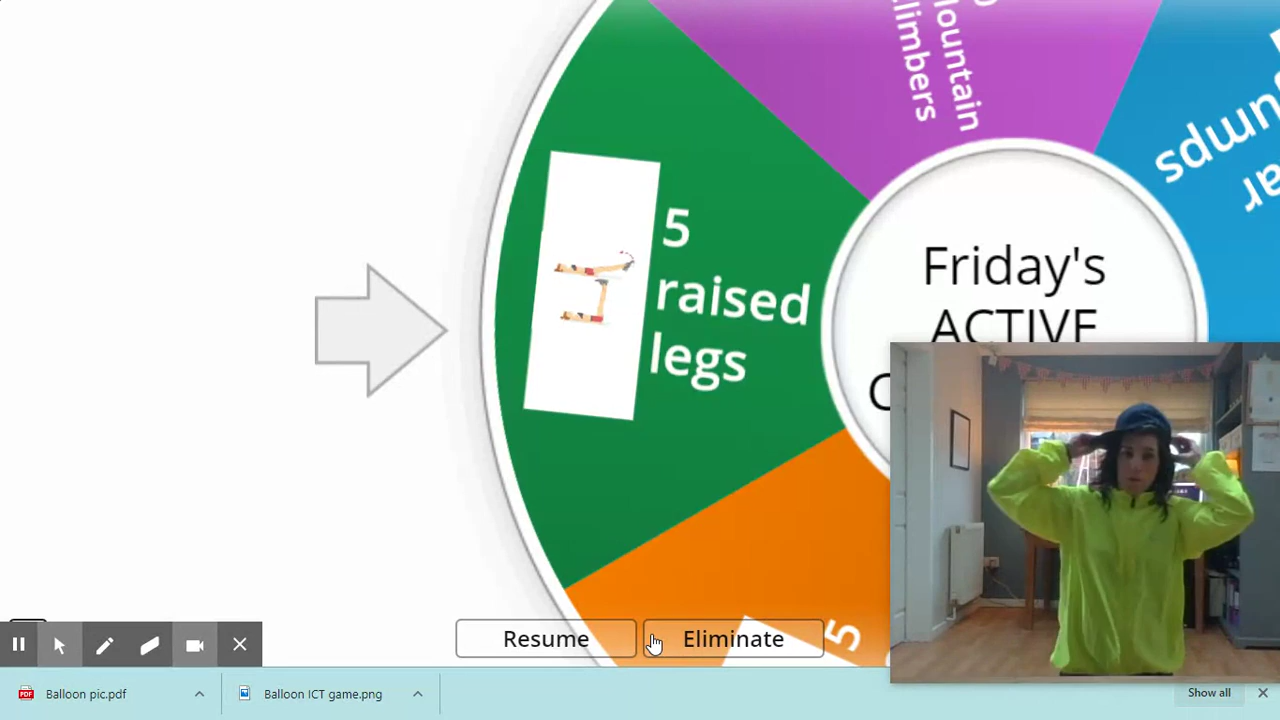 Mountain
Climbers
5
raised
legs
Friday's
ACTIVE
5
Resume
Eliminate
Balloon pic.pdf
Balloon ICT game.png
Show all